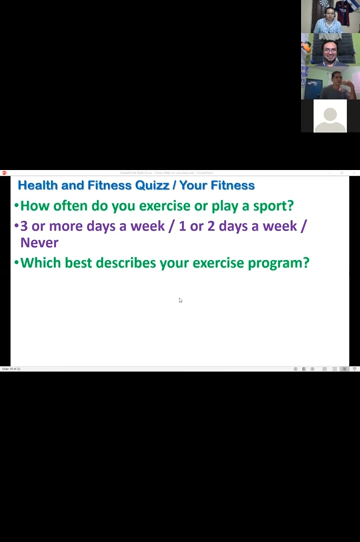 Health and Fitness Quizz / Your Fitness
•How often do you exercise or play a sport?
•3 or more days a week / 1 or 2 days a week /
Never
•Which best describes your exercise program?